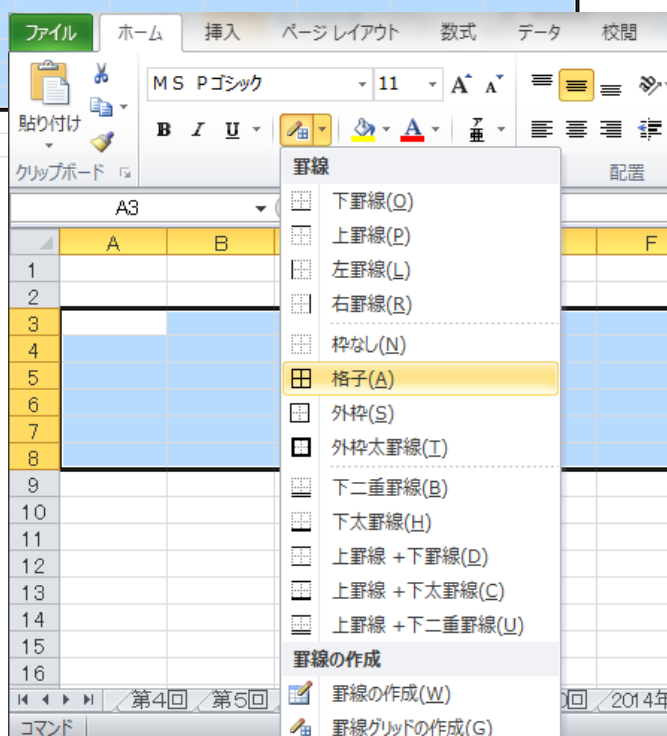 ファイル ホーム 挿入 ページ レイアウト 数式 データ 校閲
ＭＳ Ｐゴシック 11 A A
貼り付け B I U A 亜
クリップボード 配置
A3
A B F
罫線
下罫線(O)
上罫線(P)
左罫線(L)
右罫線(R)
枠なし(N)
格子(A)
外枠(S)
外枠太罫線(T)
下二重罫線(B)
下太罫線(H)
上罫線 +下罫線(D)
上罫線 +下太罫線(C)
上罫線 +下二重罫線(U)
罫線の作成
罫線の作成(W)
罫線グリッドの作成(G)
1
2
3
4
5
6
7
8
9
10
11
12
13
14
15
16
第4回 第5回 0回 2014年
コマンド